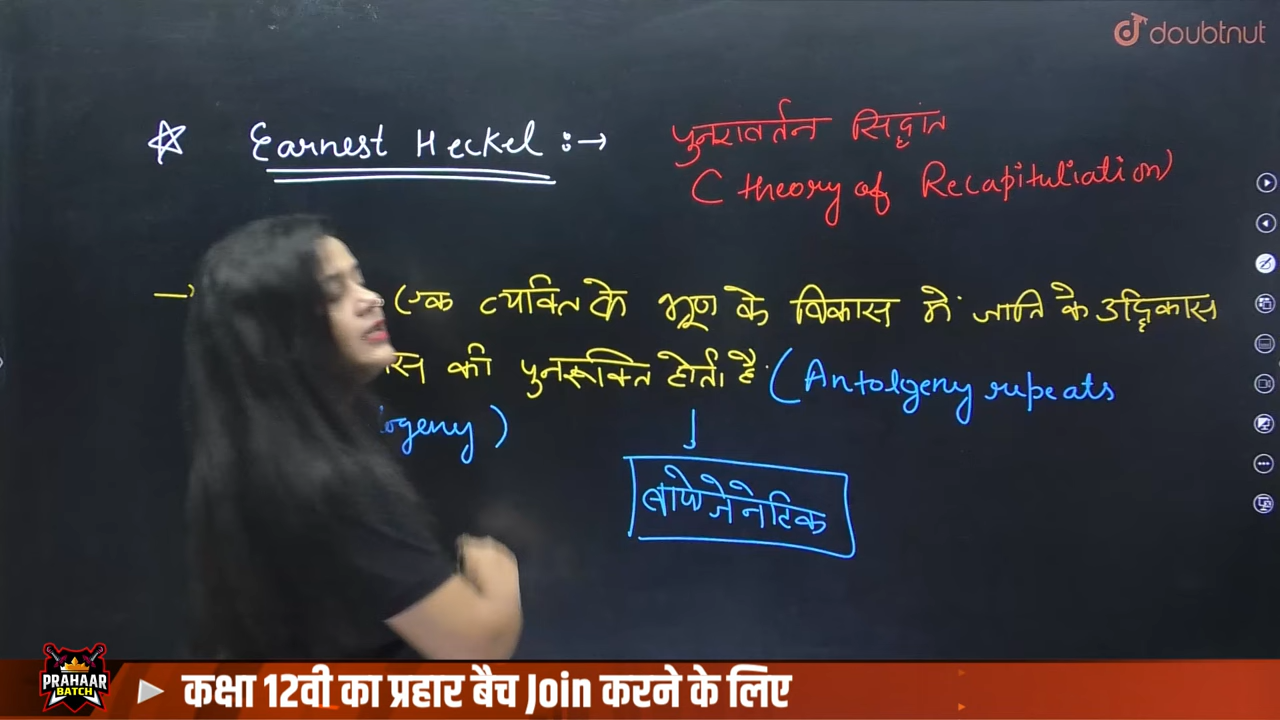 doubtnut
☆ Earnest Heckel :→ पुनरावर्तन सिद्धांत
( theory of Recapituliation)
→ (एक व्यक्ति के भ्रूण के विकास में जाति के उद्विकास
की पुनरूक्ति होती है (Antolgeny repeats
ogeny)
↓
बायोजेनेटिक
PRAHAAR
BATCH
कक्षा 12वी का प्रहार बैच Join करने के लिए